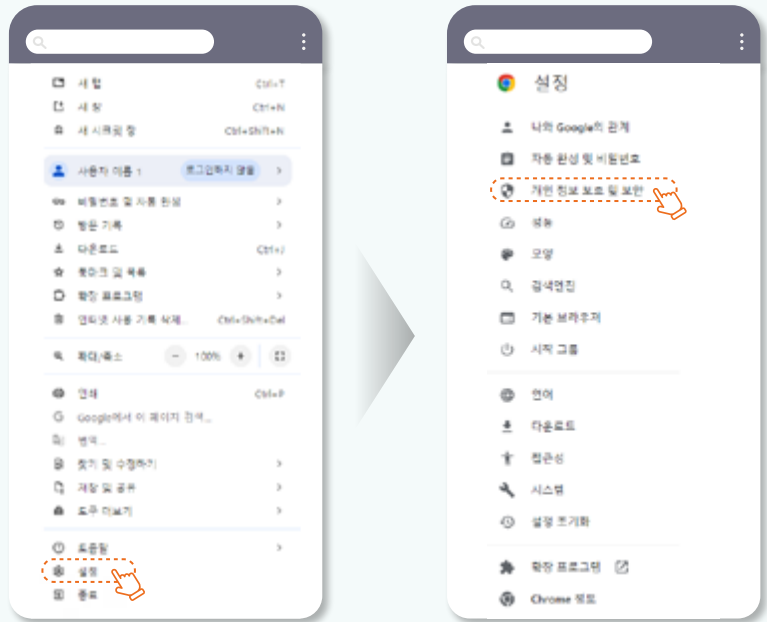 새 탭 Ctrl+T
새 창 Ctrl+N
새 시크릿 창 Ctrl+Shift+N
사용자 이름 1 로그인하지 않음
비밀번호 및 자동 완성
방문 기록
다운로드 Ctrl+J
북마크 및 목록
확장 프로그램
인터넷 사용 기록 삭제... Ctrl+Shift+Del
확대/축소 − 100% +
인쇄 Ctrl+P
Google에서 이 페이지 검색...
번역...
찾기 및 수정하기
저장 및 공유
도구 더보기
도움말
설정
종료
설정
나와 Google의 관계
자동 완성 및 비밀번호
개인 정보 보호 및 보안
성능
모양
검색엔진
기본 브라우저
시작 그룹
언어
다운로드
접근성
시스템
설정 초기화
확장 프로그램
Chrome 정보